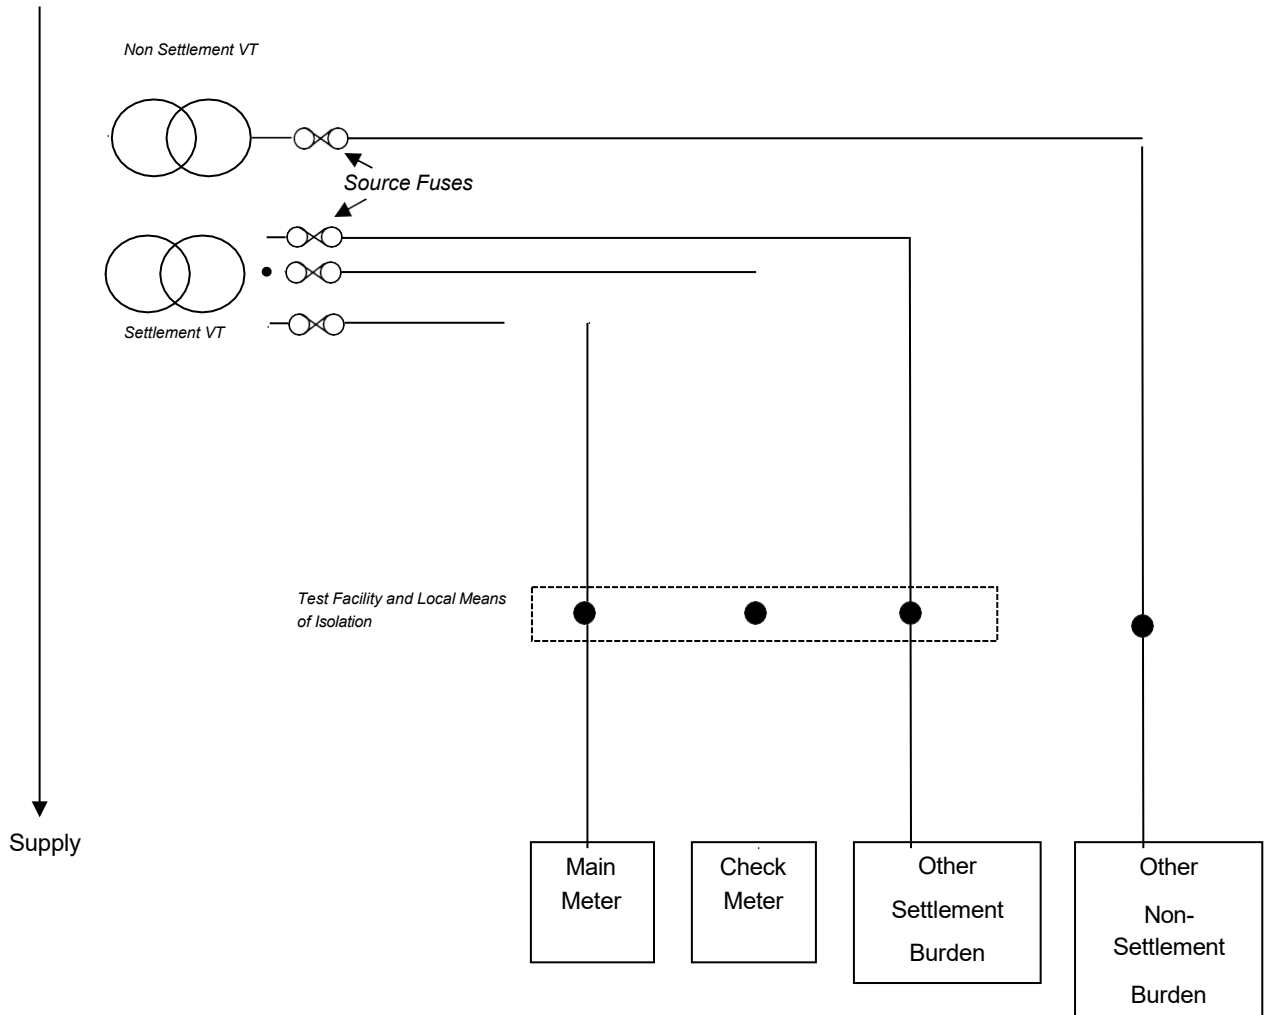 Non Settlement VT
Source Fuses
Settlement VT
Test Facility and Local Means
of Isolation
Supply
Main
Meter
Check
Meter
Other
Settlement
Burden
Other
Non-
Settlement
Burden